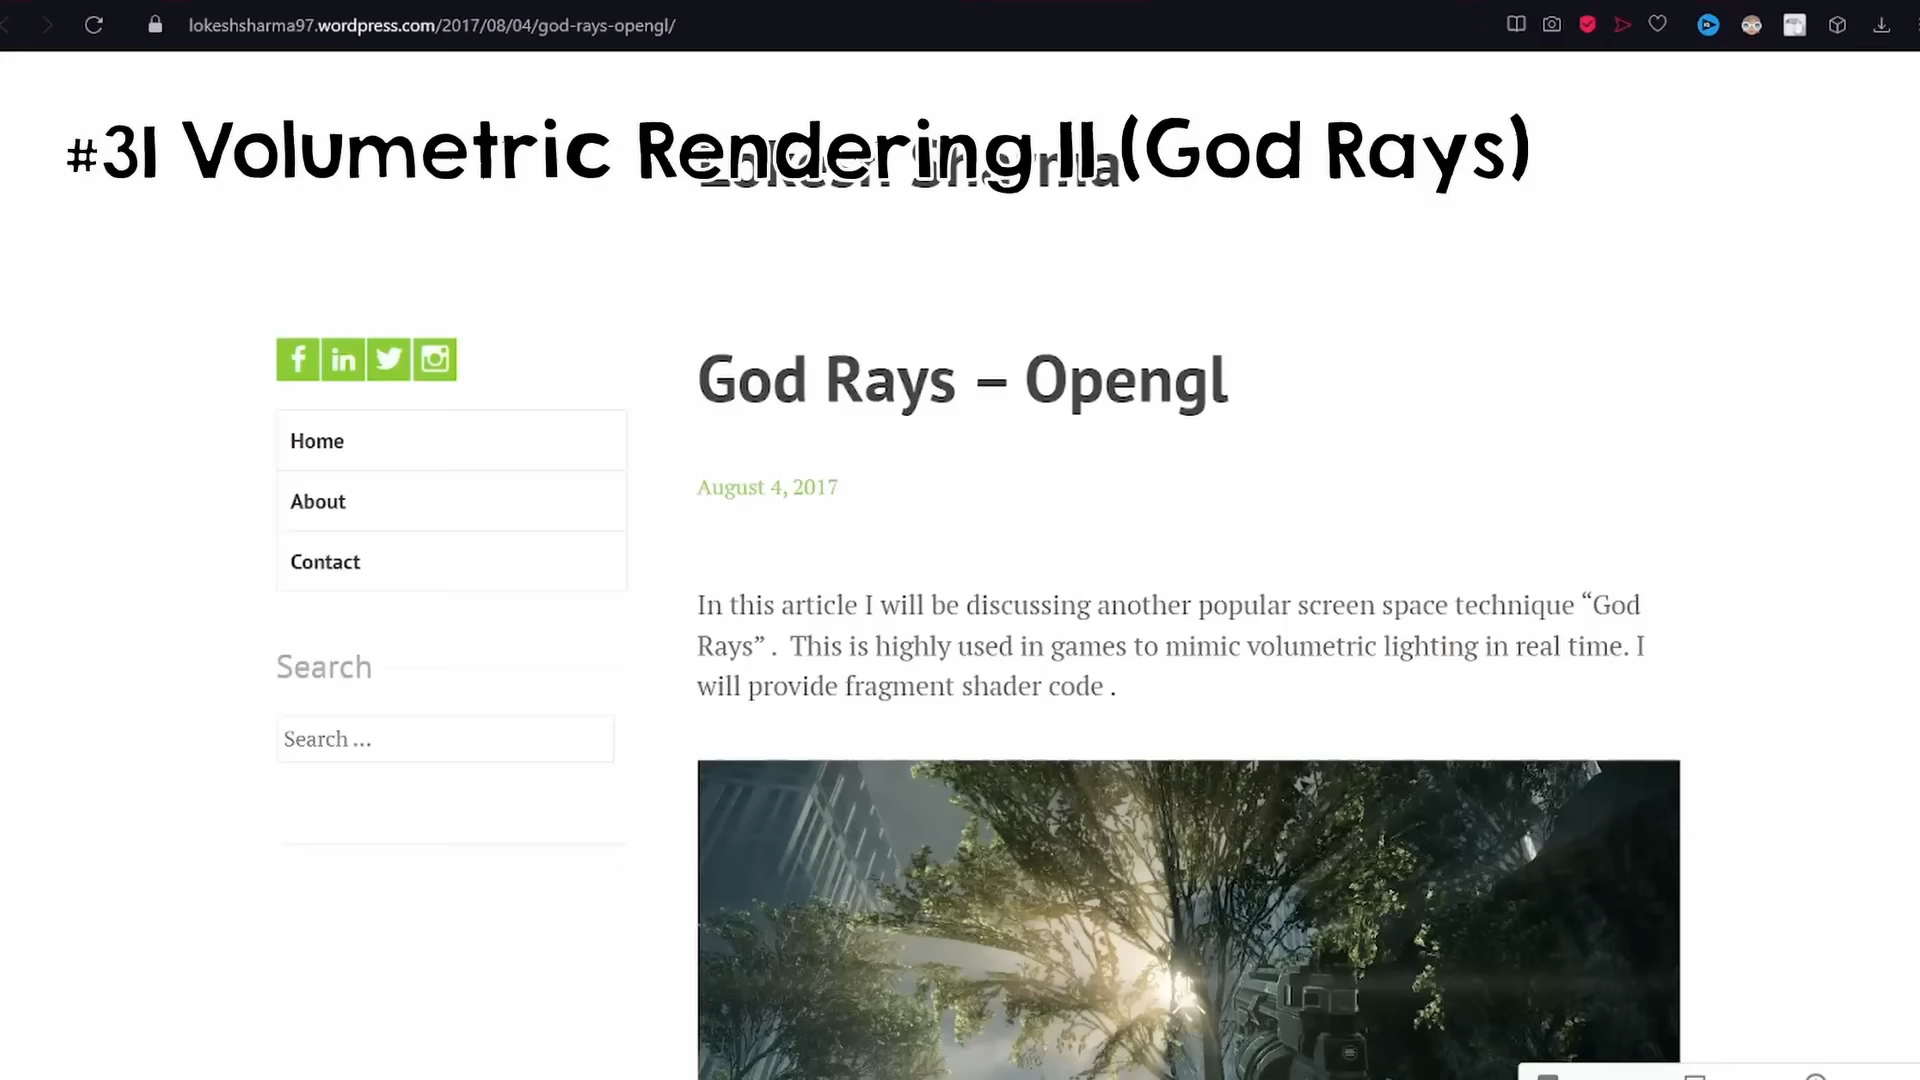 lokeshsharma97.wordpress.com/2017/08/04/god-rays-opengl/
#31 Volumetric Rendering II (God Rays)
Lokesh Sharma
God Rays – Opengl
Home
About
Contact
August 4, 2017
In this article I will be discussing another popular screen space technique “God
Rays” .  This is highly used in games to mimic volumetric lighting in real time. I
will provide fragment shader code .
Search
Search ...